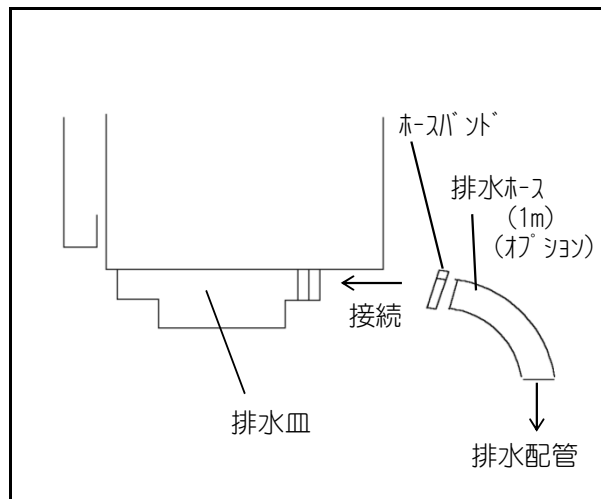 ﾎｰｽﾊﾞﾝﾄﾞ
排水ﾎｰｽ
(1m)
(ｵﾌﾟｼｮﾝ)
接続
排水皿
排水配管